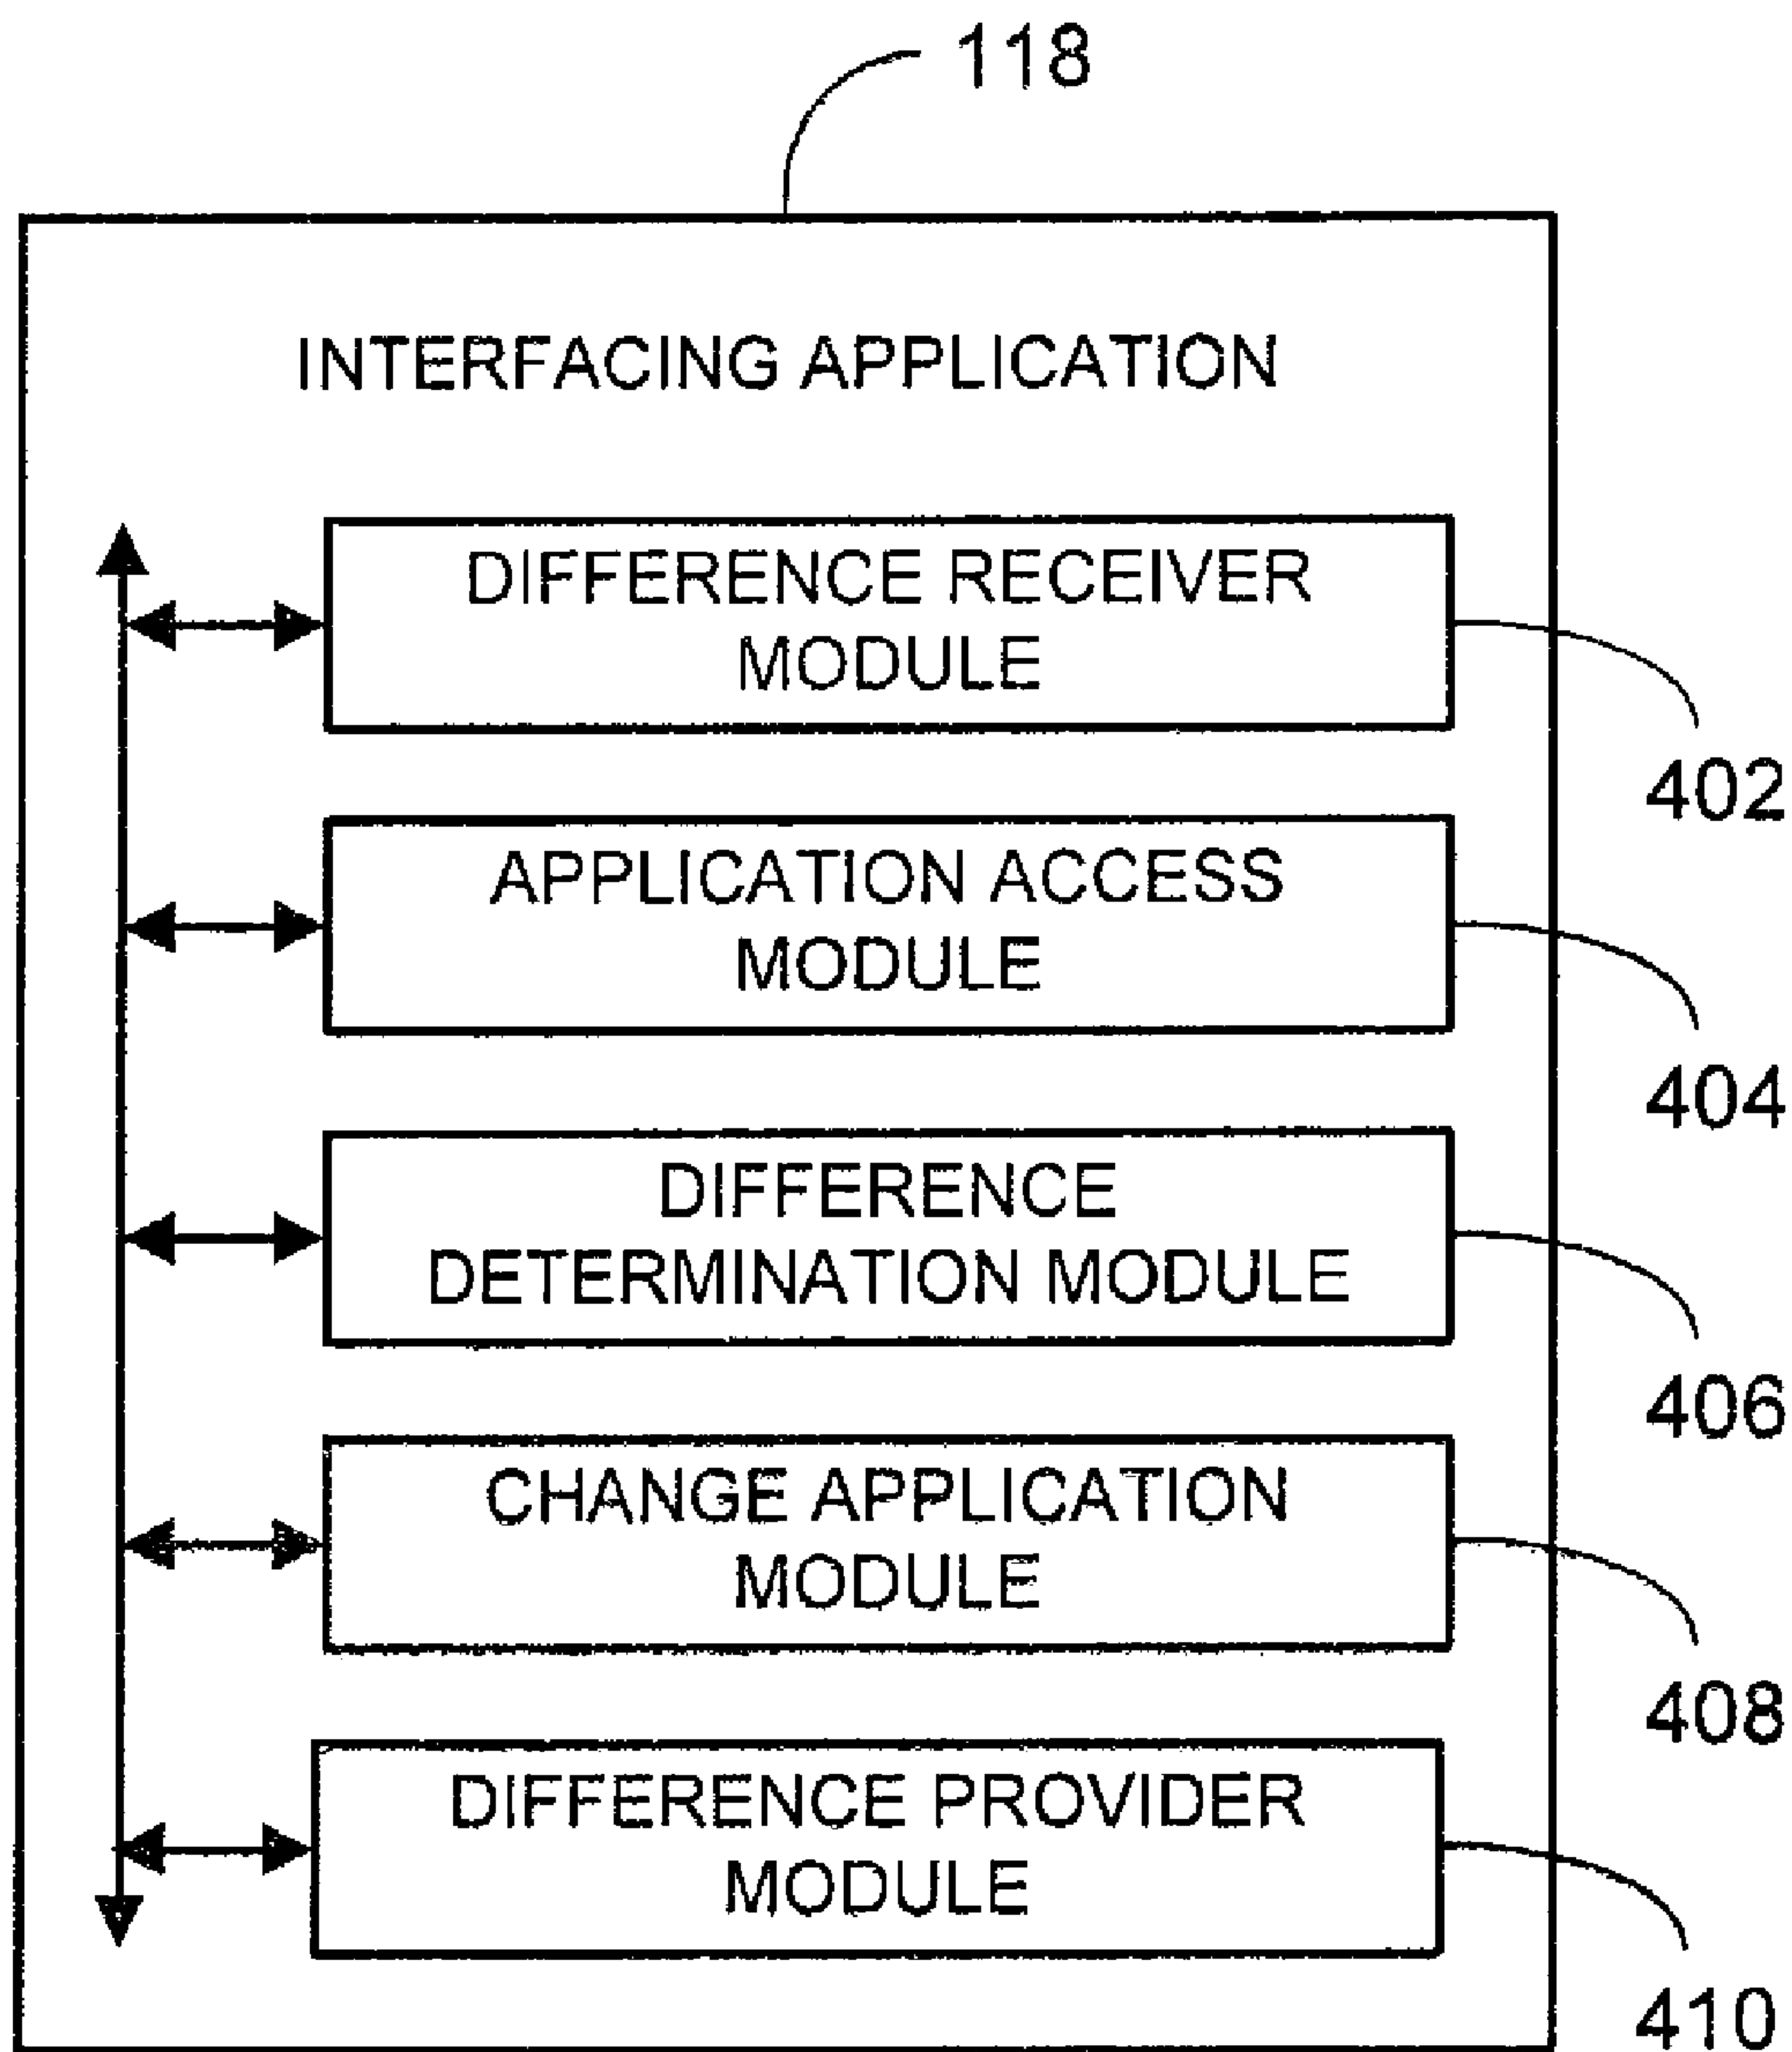 118
INTERFACING APPLICATION
DIFFERENCE RECEIVER
MODULE
402
APPLICATION ACCESS
MODULE
404
DIFFERENCE
DETERMINATION MODULE
406
CHANGE APPLICATION
MODULE
408
DIFFERENCE PROVIDER
MODULE
410